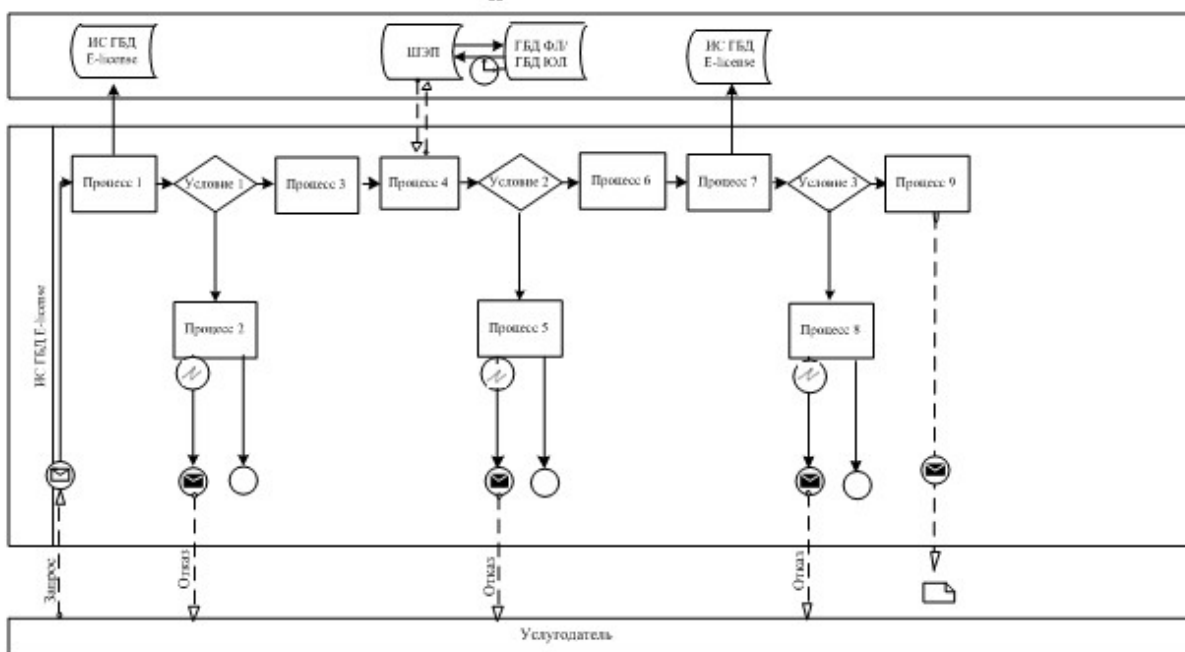 ИС ГБД
E-license
ШЭП
ГБД ФЛ/
ГБД ЮЛ
ИС ГБД
E-license
ИС ГБД E-license
Процесс 1
Условие 1
Процесс 3
Процесс 4
Условие 2
Процесс 6
Процесс 7
Условие 3
Процесс 9
Процесс 2
Процесс 5
Процесс 8
Запрос
Отказ
Отказ
Отказ
Услугодатель